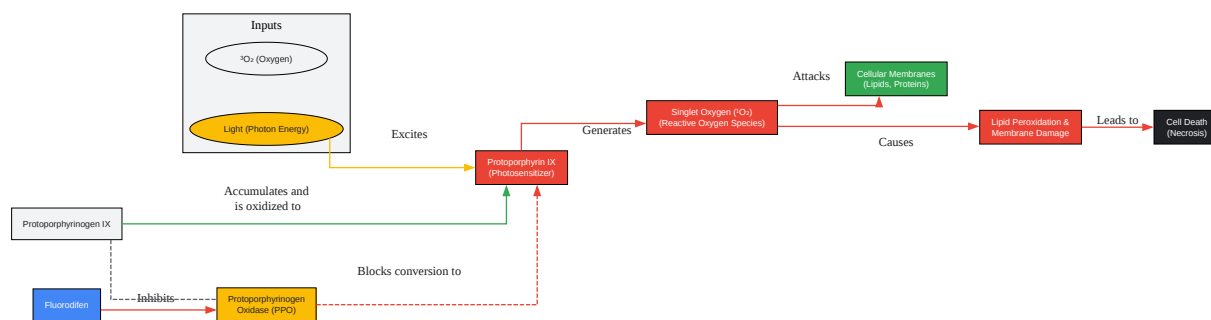 Inputs
³O₂ (Oxygen)
Light (Photon Energy)
Excites
Attacks
Cellular Membranes
(Lipids, Proteins)
Singlet Oxygen (¹O₂)
(Reactive Oxygen Species)
Generates
Causes
Lipid Peroxidation &
Membrane Damage
Leads to
Cell Death
(Necrosis)
Protoporphyrin IX
(Photosensitizer)
Accumulates and
is oxidized to
Protoporphyrinogen IX
Blocks conversion to
Fluorodifen
Inhibits
Protoporphyrinogen
Oxidase (PPO)